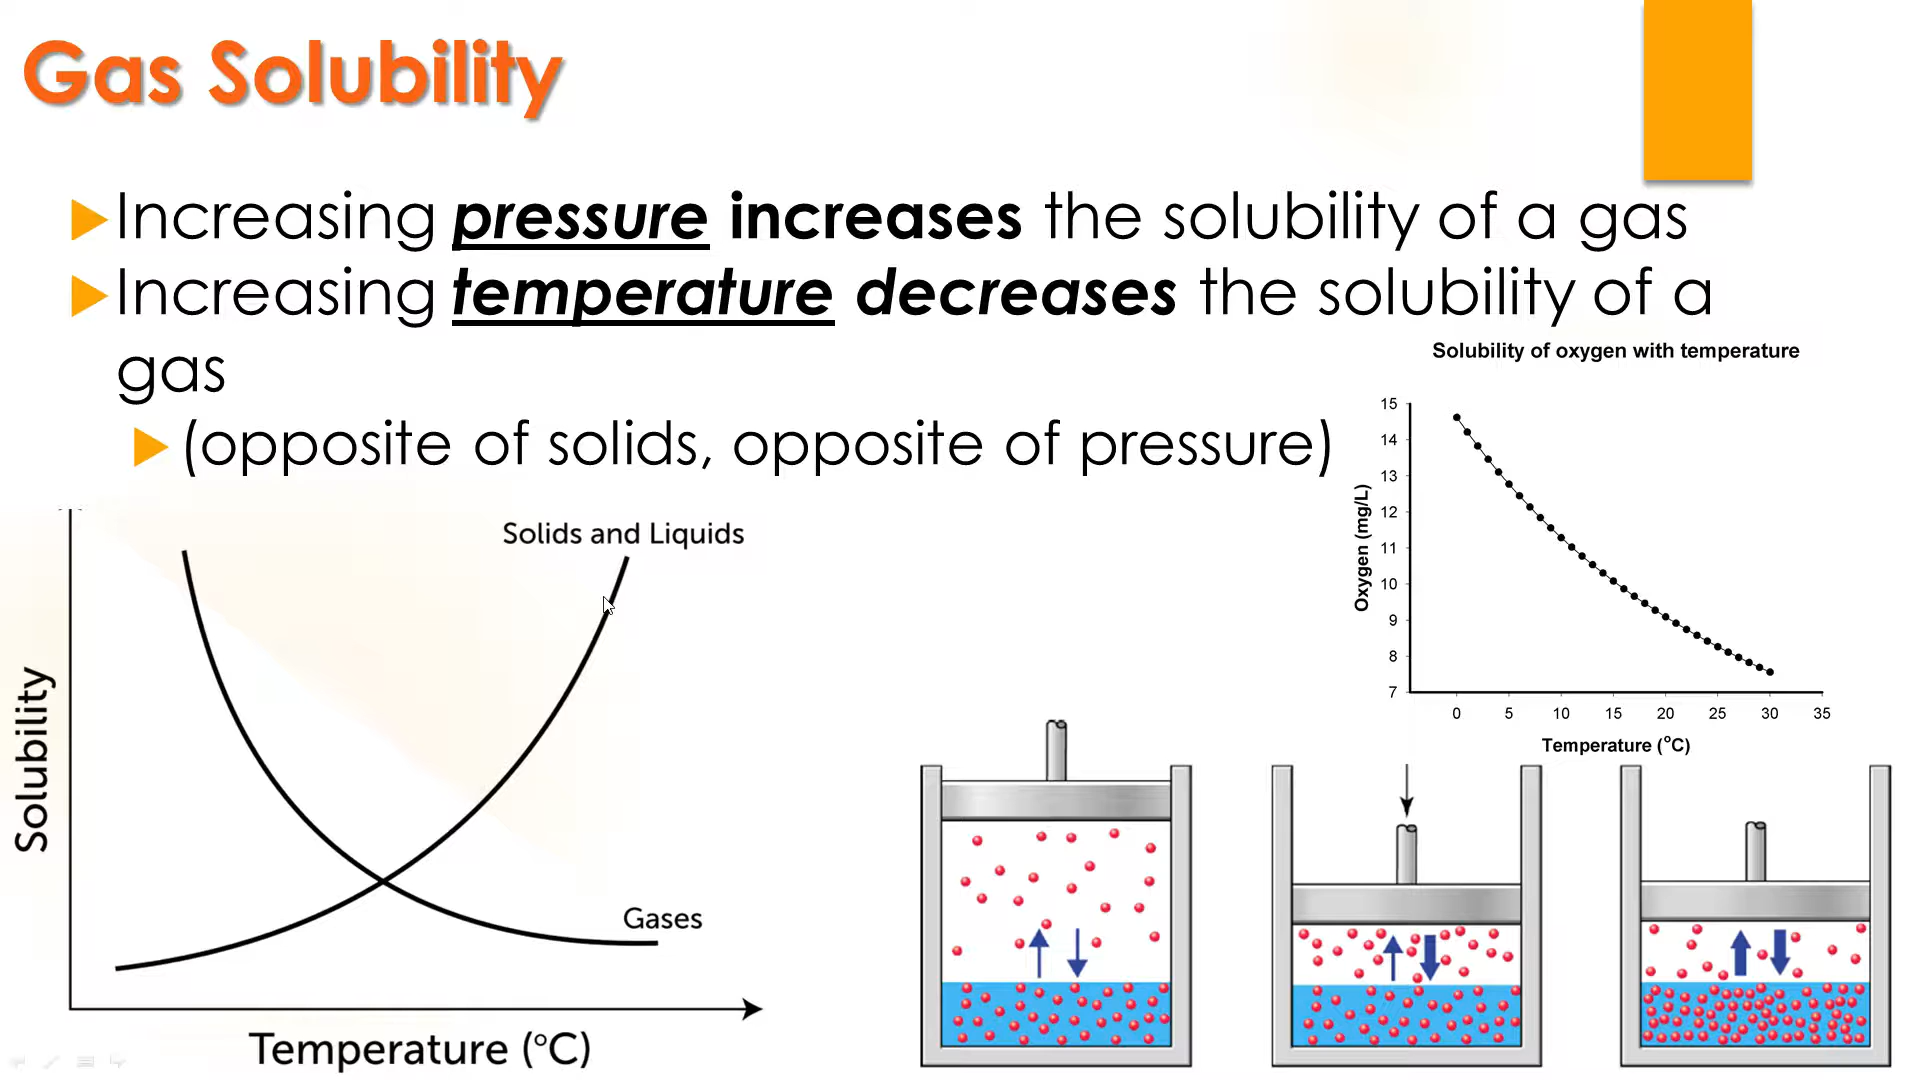 Gas Solubility
Increasing pressure increases the solubility of a gas
Increasing temperature decreases the solubility of a
gas
(opposite of solids, opposite of pressure)
Solubility of oxygen with temperature
15
14
13
12
11
10
9
8
7
Oxygen (mg/L)
0 5 10 15 20 25 30 35
Temperature (°C)
Solids and Liquids
Gases
Solubility
Temperature (°C)